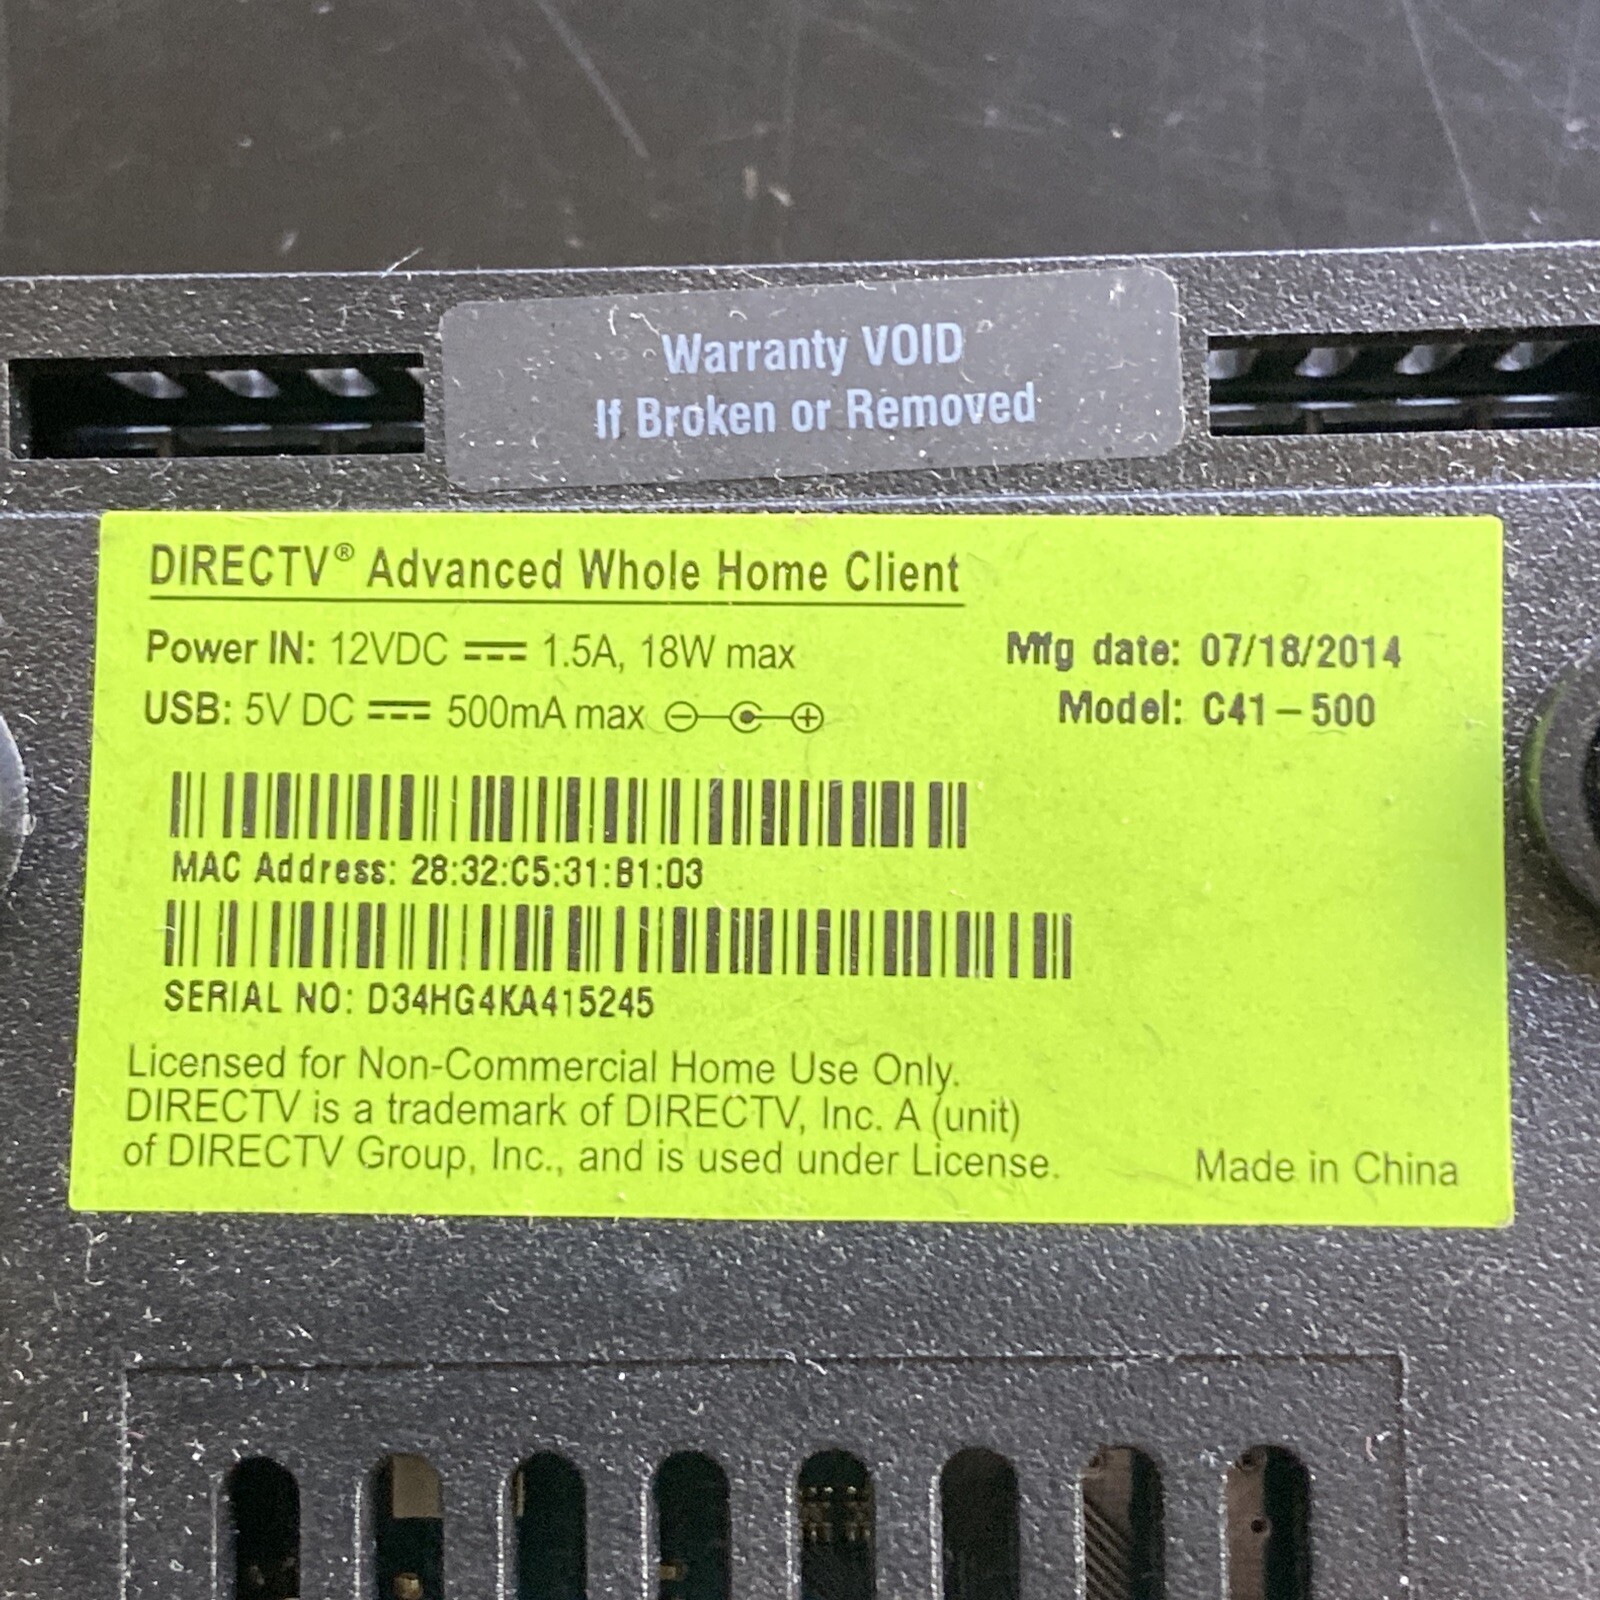 Warranty VOID
If Broken or Removed
DIRECTV® Advanced Whole Home Client
Power IN: 12VDC ⎓ 1.5A, 18W max
USB: 5V DC ⎓ 500mA max
Mfg date: 07/18/2014
Model: C41-500
MAC Address: 28:32:C5:31:B1:03
SERIAL NO: D34HG4KA415245
Licensed for Non-Commercial Home Use Only.
DIRECTV is a trademark of DIRECTV, Inc. A (unit)
of DIRECTV Group, Inc., and is used under License.
Made in China